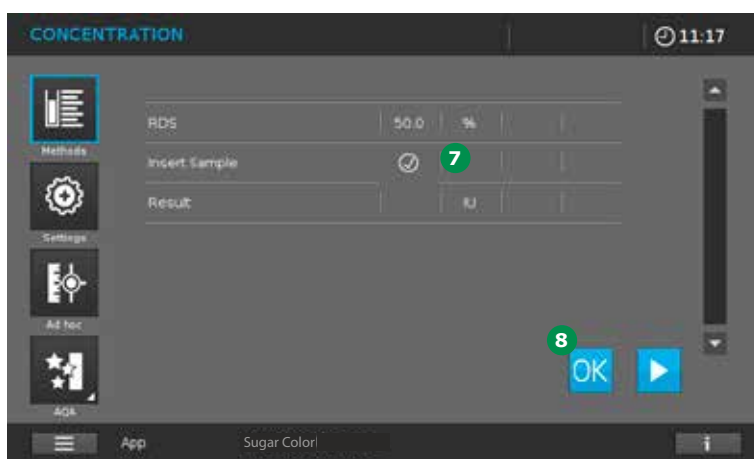 CONCENTRATION 11:17
Methods
Settings
Ad hoc
AQA
RDS 50.0 %
Insert Sample 7
Result IU
8
OK
App Sugar Color
i